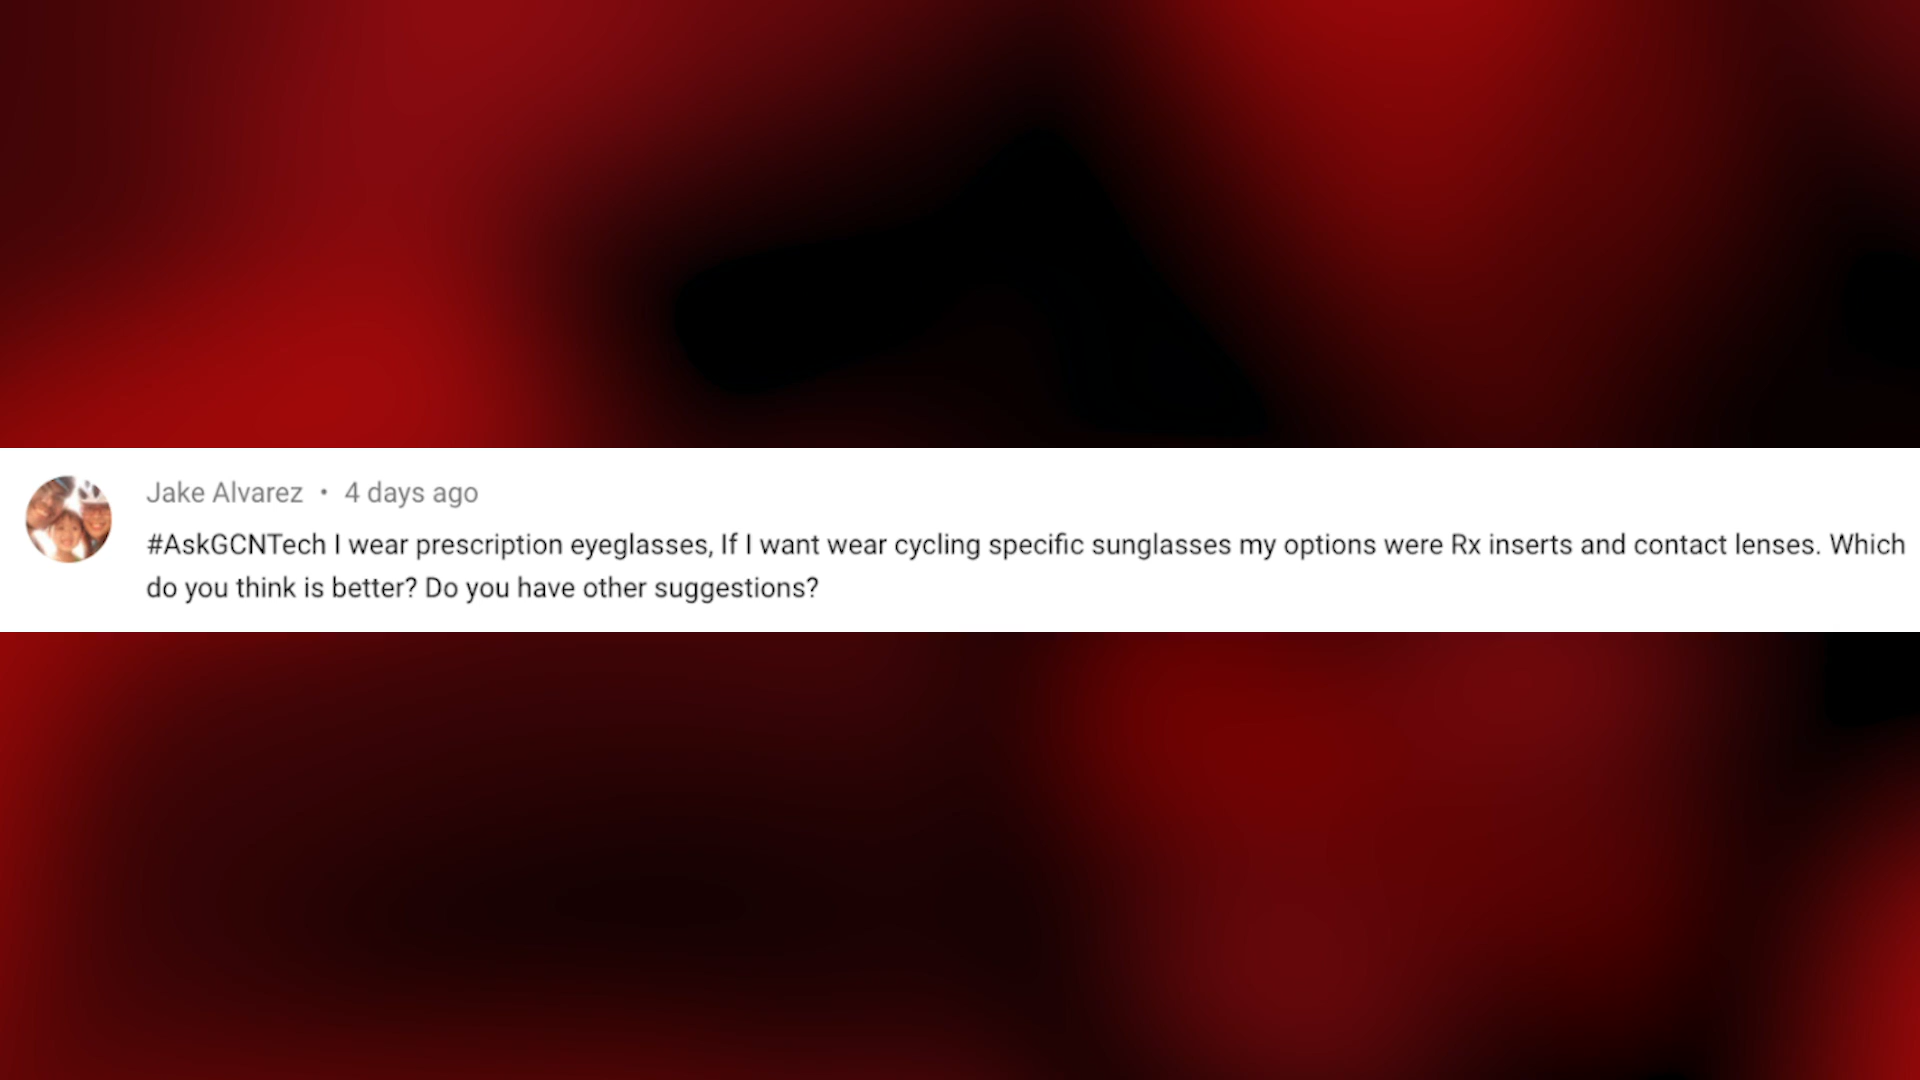 Jake Alvarez • 4 days ago
#AskGCNTech I wear prescription eyeglasses, If I want wear cycling specific sunglasses my options were Rx inserts and contact lenses. Which
do you think is better? Do you have other suggestions?